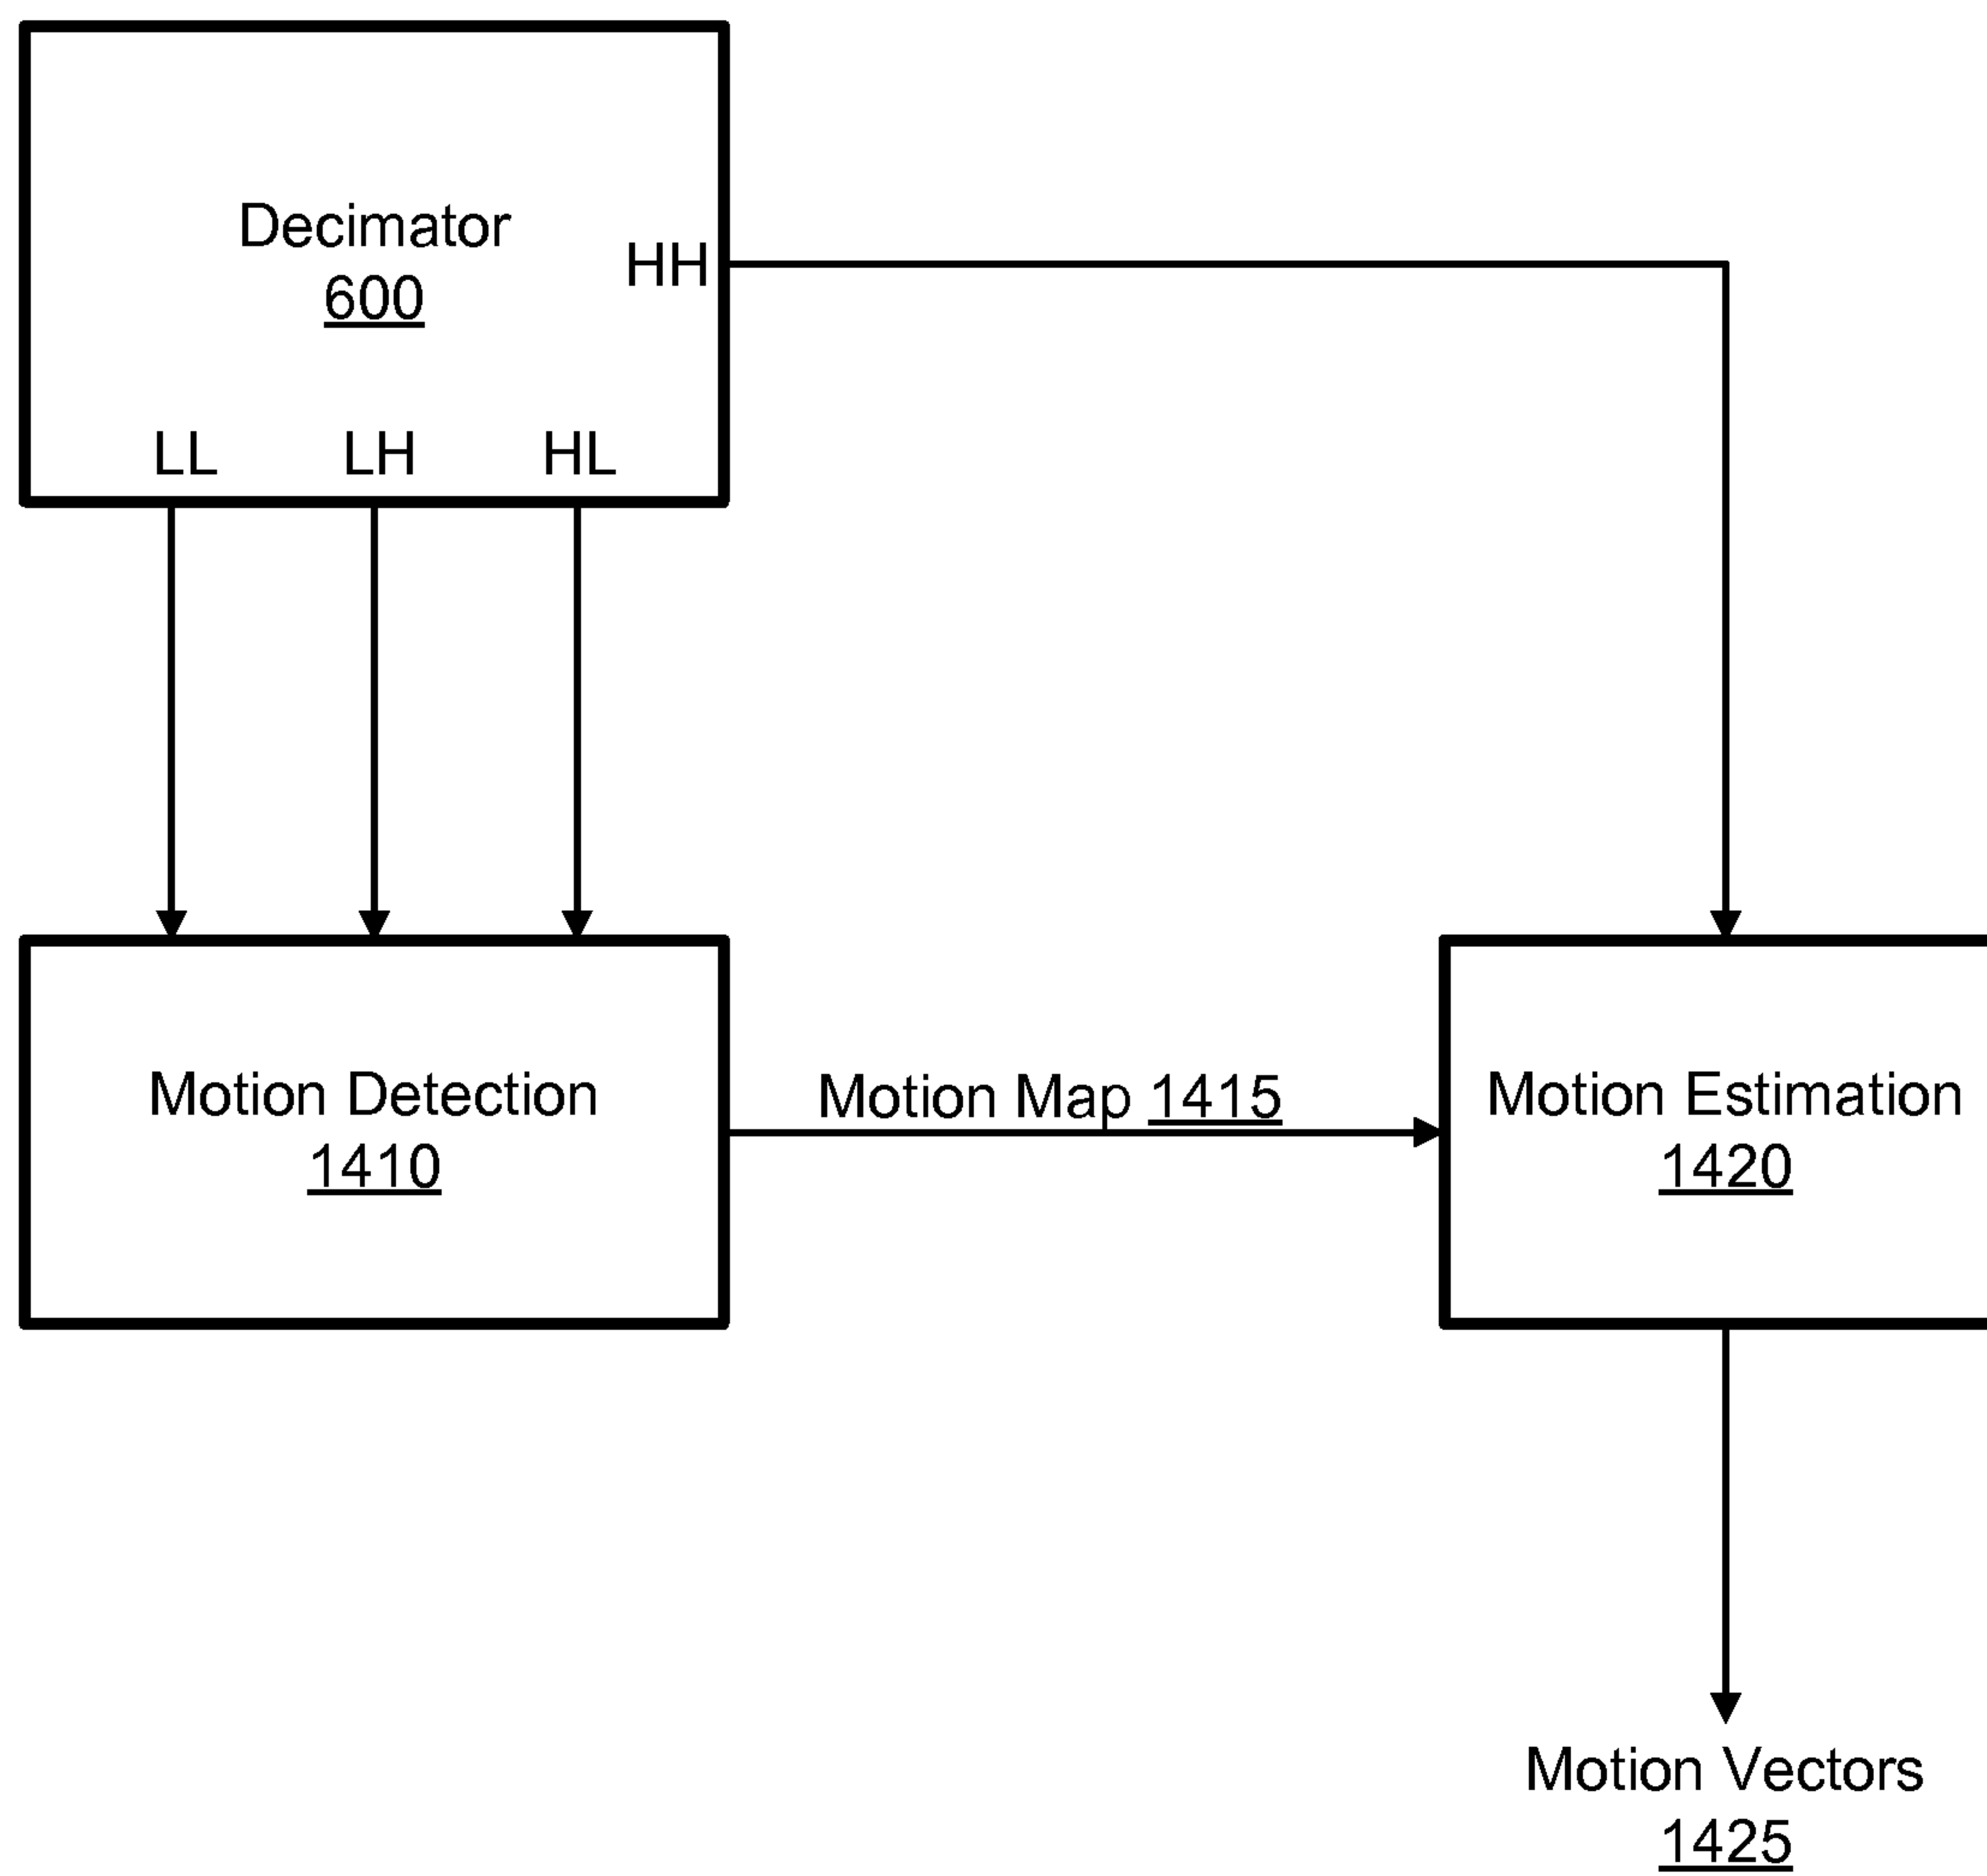 Decimator
600
HH
LL LH HL
Motion Detection
1410
Motion Map 1415
Motion Estimation
1420
Motion Vectors
1425